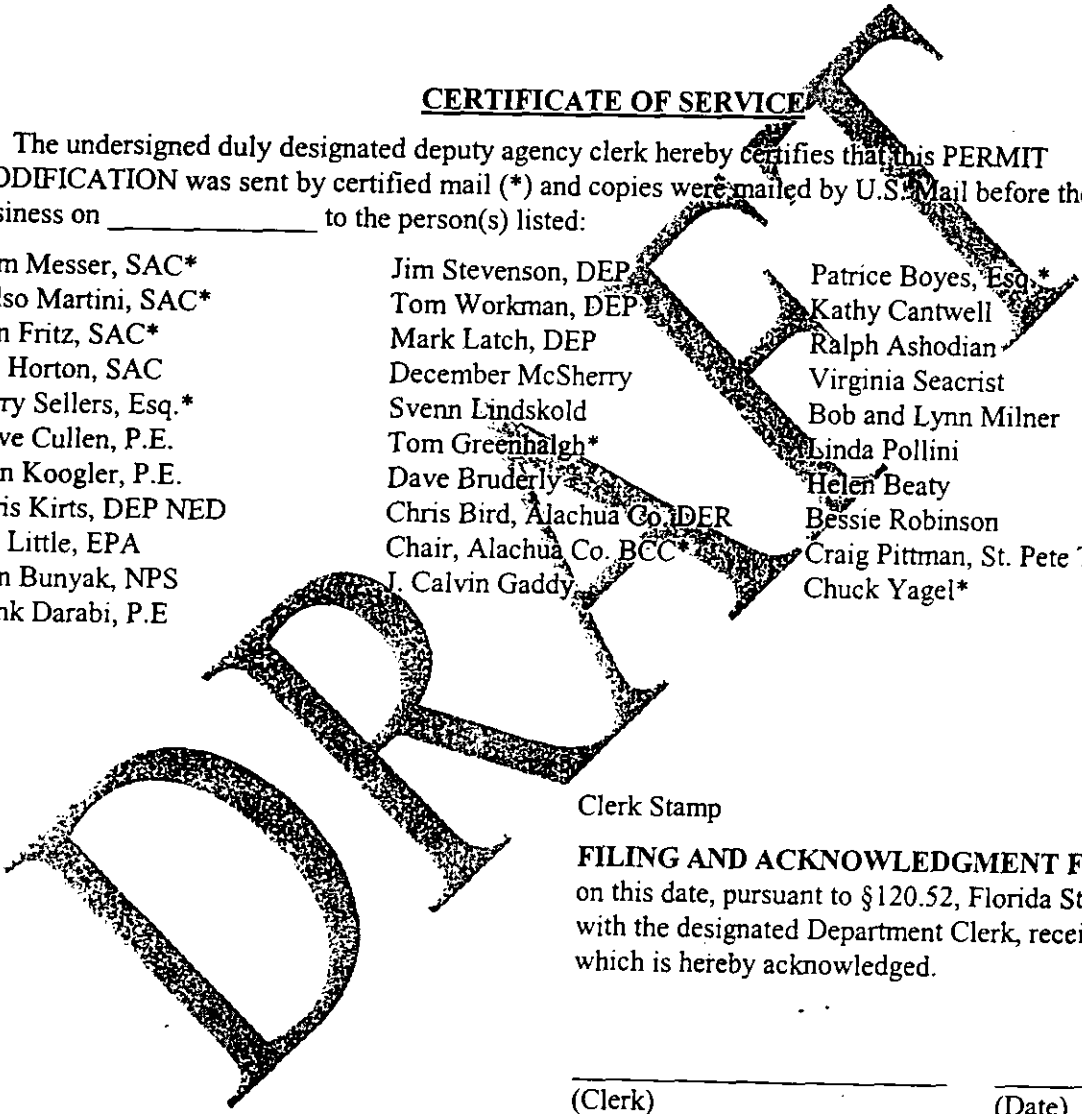 CERTIFICATE OF SERVICE
The undersigned duly designated deputy agency clerk hereby certifies that this PERMIT
ODIFICATION was sent by certified mail (*) and copies were mailed by U.S. Mail before the
siness on ______________ to the person(s) listed:
m Messer, SAC*
lso Martini, SAC*
n Fritz, SAC*
Horton, SAC
ry Sellers, Esq.*
ve Cullen, P.E.
n Koogler, P.E.
ris Kirts, DEP NED
Little, EPA
n Bunyak, NPS
nk Darabi, P.E
Jim Stevenson, DEP
Tom Workman, DEP
Mark Latch, DEP
December McSherry
Svenn Lindskold
Tom Greenhalgh*
Dave Bruderly
Chris Bird, Alachua Co. DER
Chair, Alachua Co. BCC*
J. Calvin Gaddy
Patrice Boyes, Esq.*
Kathy Cantwell
Ralph Ashodian
Virginia Seacrist
Bob and Lynn Milner
Linda Pollini
Helen Beaty
Bessie Robinson
Craig Pittman, St. Pete T
Chuck Yagel*
DRAFT
Clerk Stamp
FILING AND ACKNOWLEDGMENT F
on this date, pursuant to §120.52, Florida St
with the designated Department Clerk, recei
which is hereby acknowledged.
(Clerk) (Date)